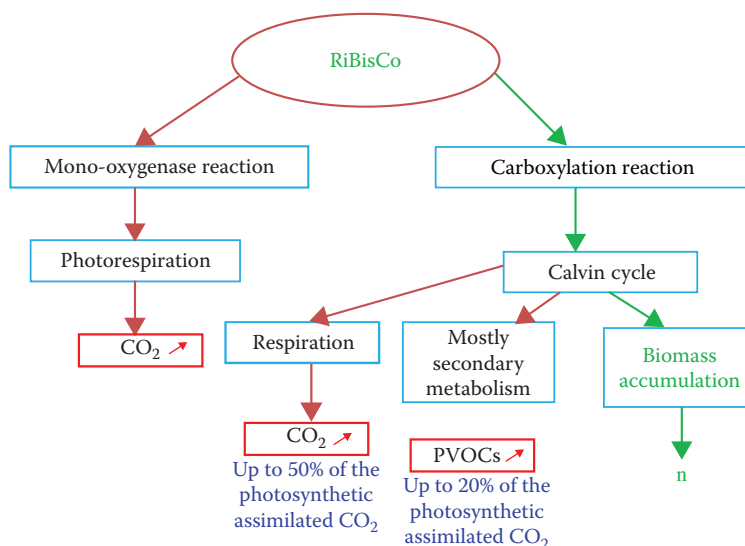 RiBisCo
Mono-oxygenase reaction
Carboxylation reaction
Photorespiration
Calvin cycle
CO₂
Respiration
Mostly
secondary
metabolism
Biomass
accumulation
CO₂
Up to 50% of the
photosynthetic
assimilated CO₂
PVOCs
Up to 20% of the
photosynthetic
assimilated CO₂
n